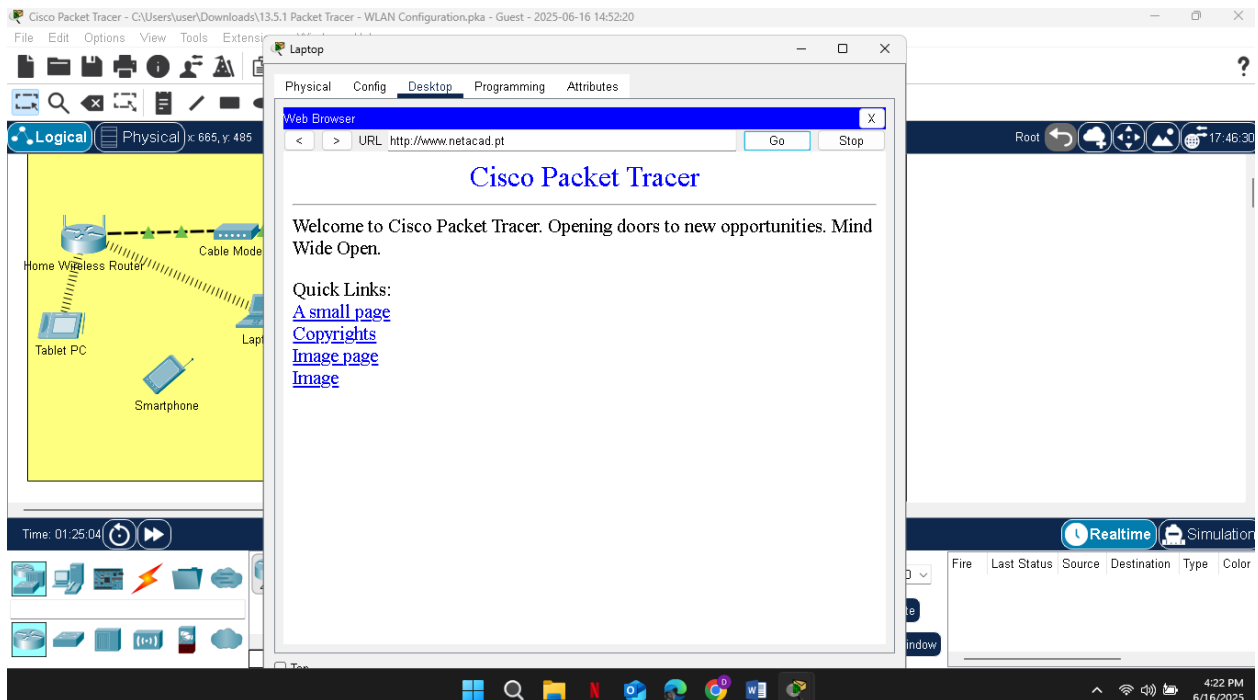 Cisco Packet Tracer - C:\Users\user\Downloads\13.5.1 Packet Tracer - WLAN Configuration.pka - Guest - 2025-06-16 14:52:20
File Edit Options View Tools Extensi
Laptop
Physical Config Desktop Programming Attributes
Web Browser X
< > URL http://www.netacad.pt Go Stop
Logical Physical x: 665, y: 485 Root 17:46:30
Cisco Packet Tracer
Welcome to Cisco Packet Tracer. Opening doors to new opportunities. Mind
Wide Open.
Quick Links:
A small page
Copyrights
Image page
Image
Cable Mode
Home Wireless Router
Lapt
Tablet PC
Smartphone
Time: 01:25:04 Realtime Simulation
Fire Last Status Source Destination Type Color
indow
4:22 PM
6/16/2025